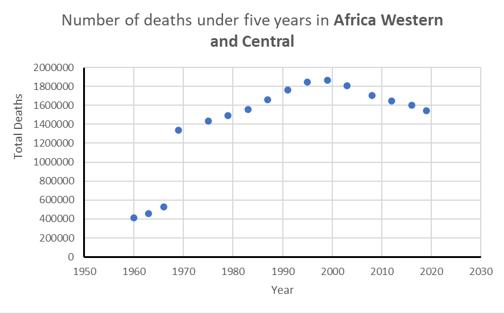 Number of deaths under five years in Africa Western
and Central
Total Deaths
2000000
1800000
1600000
1400000
1200000
1000000
800000
600000
400000
200000
0
1950 1960 1970 1980 1990 2000 2010 2020 2030
Year